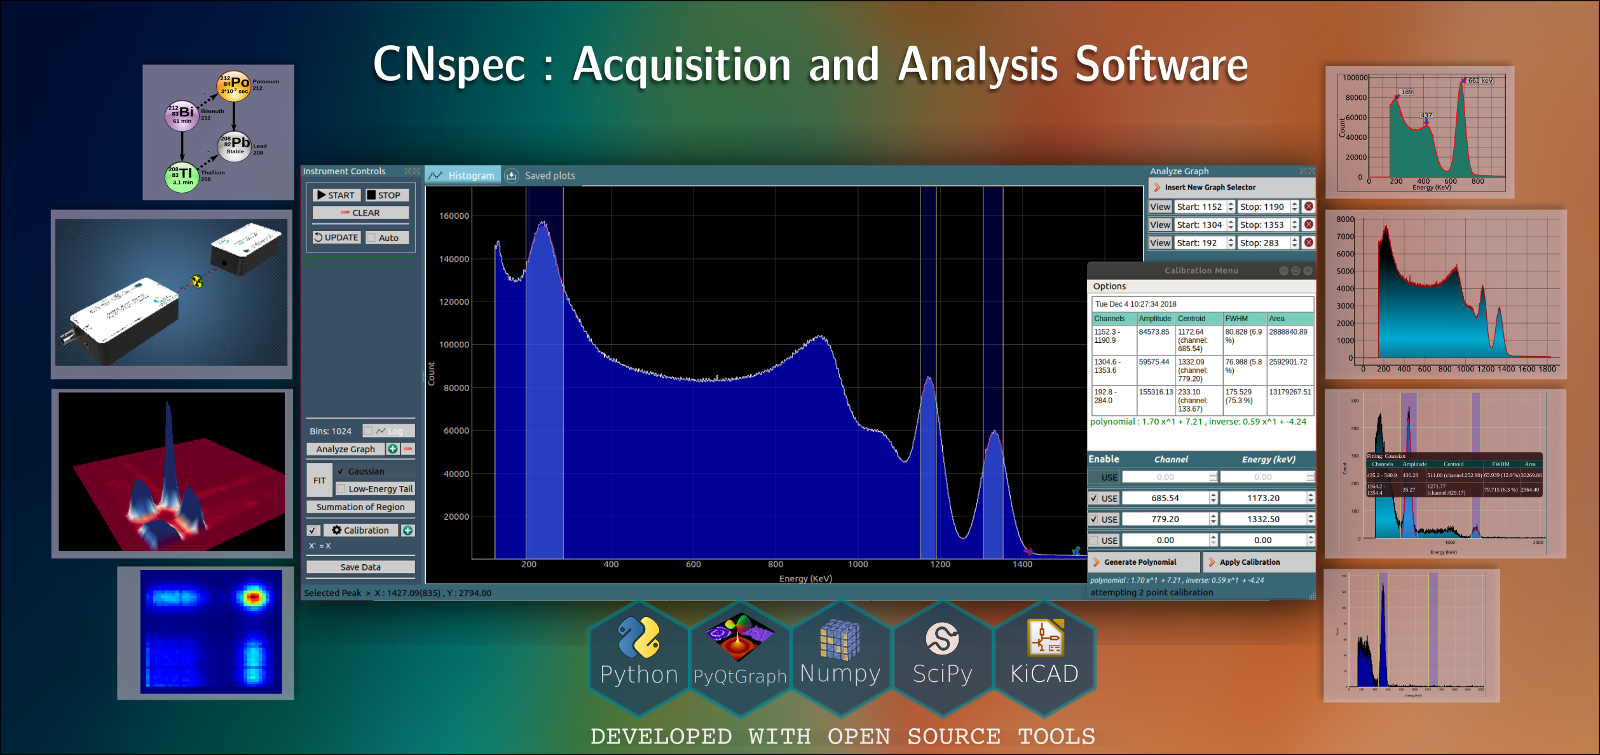 CNspec : Acquisition and Analysis Software
212
84 Po
3*10⁻⁷ sec
Polonium
212
212
83 Bi
61 min
Bismuth
212
208
82 Pb
Stable
Lead
208
208
81 Tl
3.1 min
Thallium
208
Instrument Controls
START STOP
CLEAR
UPDATE Auto
Bins: 1024 Log
Analyze Graph
FIT
Gaussian
Low-Energy Tail
Summation of Region
Calibration
X' = X
Save Data
Selected Peak > X : 1427.09(835) , Y : 2794.00
Histogram Saved plots
160000
140000
120000
100000
80000
60000
40000
20000
Count
200 400 600 800 1000 1200 1400
Energy (KeV)
Analyze Graph
Insert New Graph Selector
View Start: 1152 Stop: 1190
View Start: 1304 Stop: 1353
View Start: 192 Stop: 283
Calibration Menu
Options
Tue Dec 4 10:27:34 2018
Channels Amplitude Centroid FWHM Area
1152.3 - 1190.9 84573.85 1172.64 (channel: 685.54) 80.828 (6.9 %) 2888840.89
1304.6 - 1353.6 59575.44 1332.09 (channel: 779.20) 76.988 (5.8 %) 2592901.72
192.8 - 284.0 155316.13 233.10 (channel: 133.67) 175.529 (75.3 %) 13179267.51
polynomial : 1.70 x^1 + 7.21 , inverse: 0.59 x^1 + -4.24
Enable Channel Energy (keV)
USE 0.00 0.00
USE 685.54 1173.20
USE 779.20 1332.50
USE 0.00 0.00
Generate Polynomial Apply Calibration
polynomial : 1.70 x^1 + 7.21 , inverse: 0.59 x^1 + -4.24
attempting 2 point calibration
100000
80000
60000
40000
20000
0
Count
189
437
662 keV
0 200 400 600 800
Energy (KeV)
8000
7000
6000
5000
4000
3000
2000
1000
0
0 200 400 600 800 1000 1200 1400 1600 1800
Fitting: Gaussian
Channels Amplitude Centroid FWHM Area
Energy (KeV)
Python
PyQtGraph
Numpy
SciPy
KiCAD
DEVELOPED WITH OPEN SOURCE TOOLS